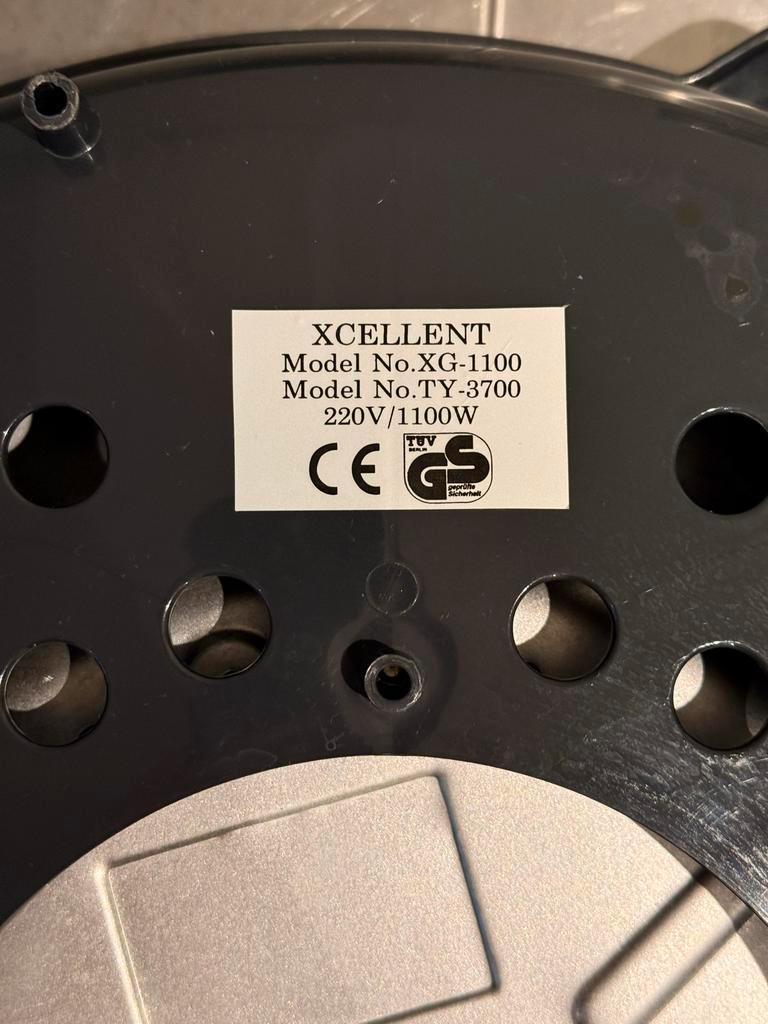 XCELLENT
Model No.XG-1100
Model No.TY-3700
220V/1100W
CE
TÜV
BERLIN
GS
geprüfte
Sicherheit